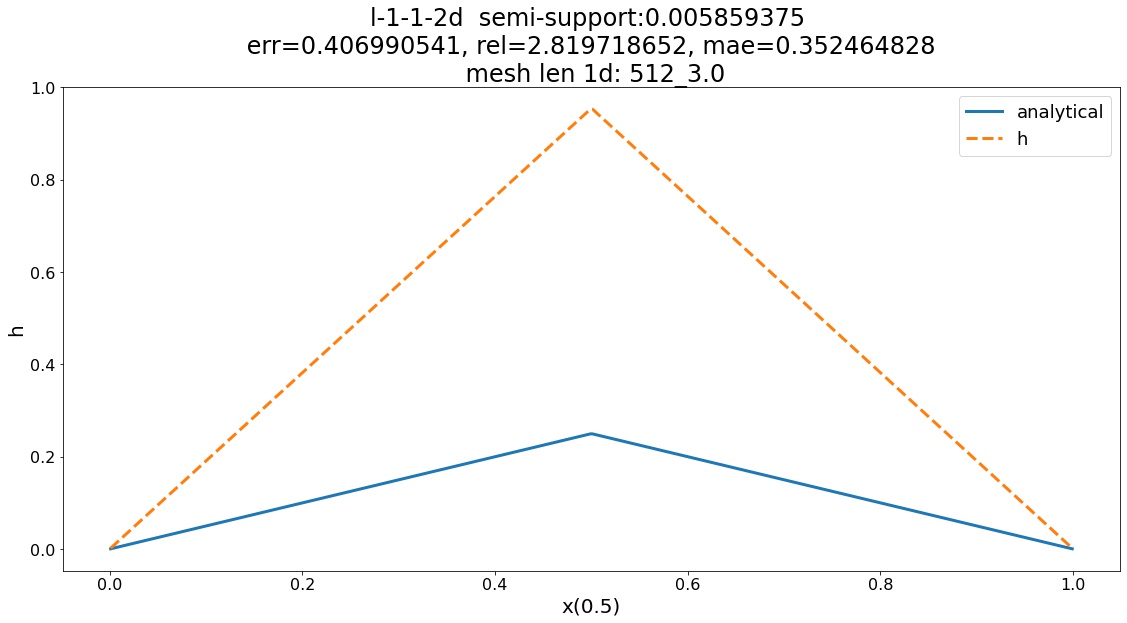 l-1-1-2d  semi-support:0.005859375
err=0.406990541, rel=2.819718652, mae=0.352464828
mesh len 1d: 512_3.0
analytical
h
h
1.0
0.8
0.6
0.4
0.2
0.0
0.0 0.2 0.4 0.6 0.8 1.0
x(0.5)